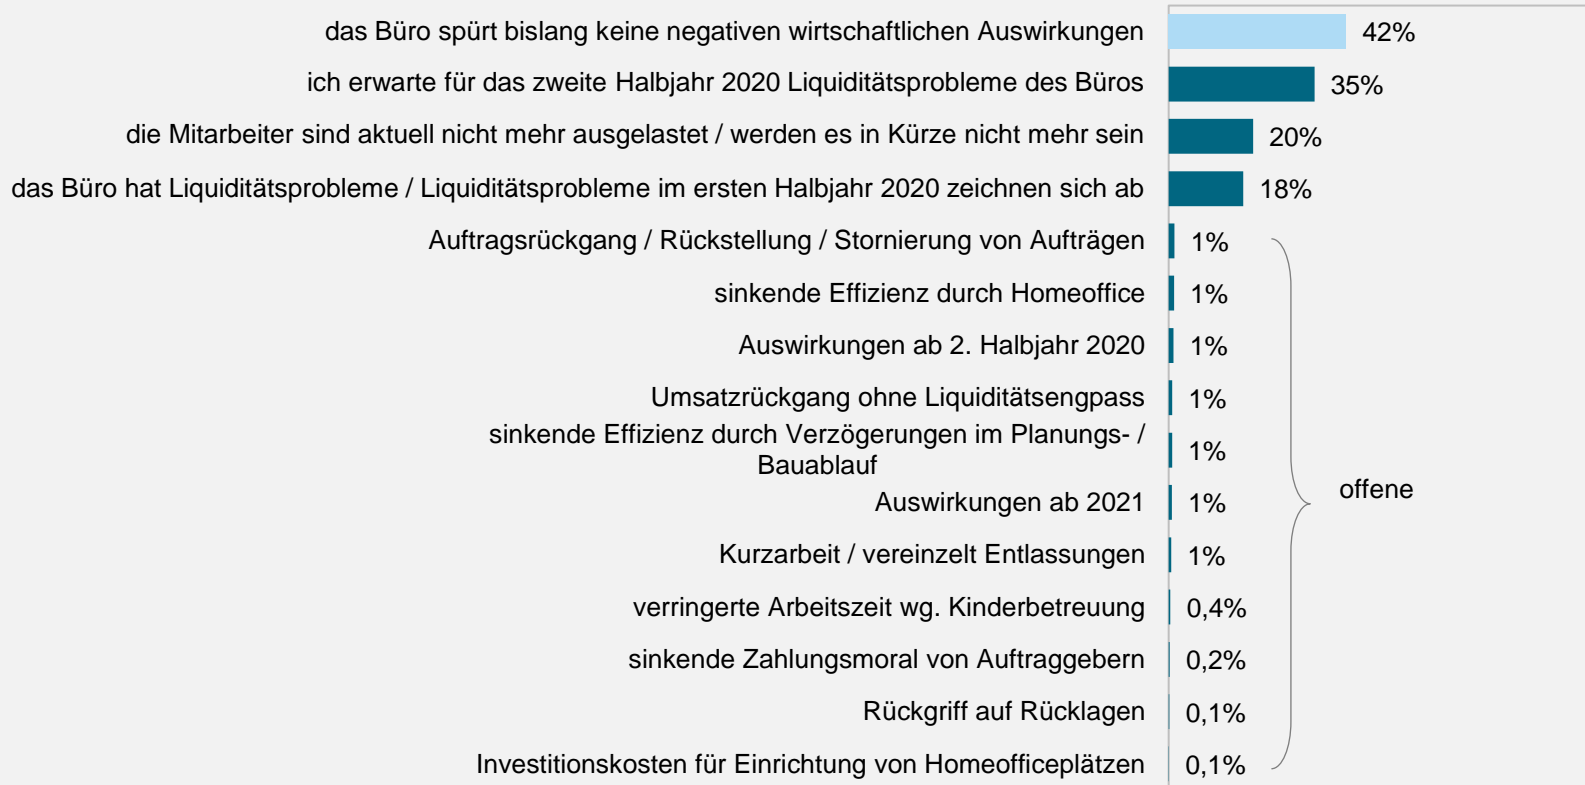 das Büro spürt bislang keine negativen wirtschaftlichen Auswirkungen 42%
ich erwarte für das zweite Halbjahr 2020 Liquiditätsprobleme des Büros 35%
die Mitarbeiter sind aktuell nicht mehr ausgelastet / werden es in Kürze nicht mehr sein 20%
das Büro hat Liquiditätsprobleme / Liquiditätsprobleme im ersten Halbjahr 2020 zeichnen sich ab 18%
Auftragsrückgang / Rückstellung / Stornierung von Aufträgen 1%
sinkende Effizienz durch Homeoffice 1%
Auswirkungen ab 2. Halbjahr 2020 1%
Umsatzrückgang ohne Liquiditätsengpass 1%
sinkende Effizienz durch Verzögerungen im Planungs- /
Bauablauf 1%
Auswirkungen ab 2021 1%
offene
Kurzarbeit / vereinzelt Entlassungen 1%
verringerte Arbeitszeit wg. Kinderbetreuung 0,4%
sinkende Zahlungsmoral von Auftraggebern 0,2%
Rückgriff auf Rücklagen 0,1%
Investitionskosten für Einrichtung von Homeofficeplätzen 0,1%